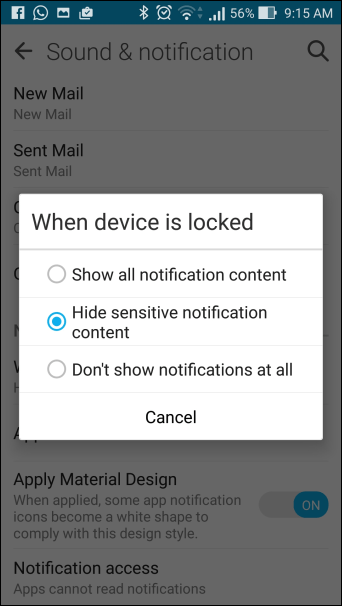 56% 9:15 AM
Sound & notification
New Mail
New Mail
Sent Mail
Sent Mail
When device is locked
Show all notification content
Hide sensitive notification
content
Don't show notifications at all
Cancel
Apply Material Design
When applied, some app notification
icons become a white shape to
comply with this design style.
ON
Notification access
Apps cannot read notifications